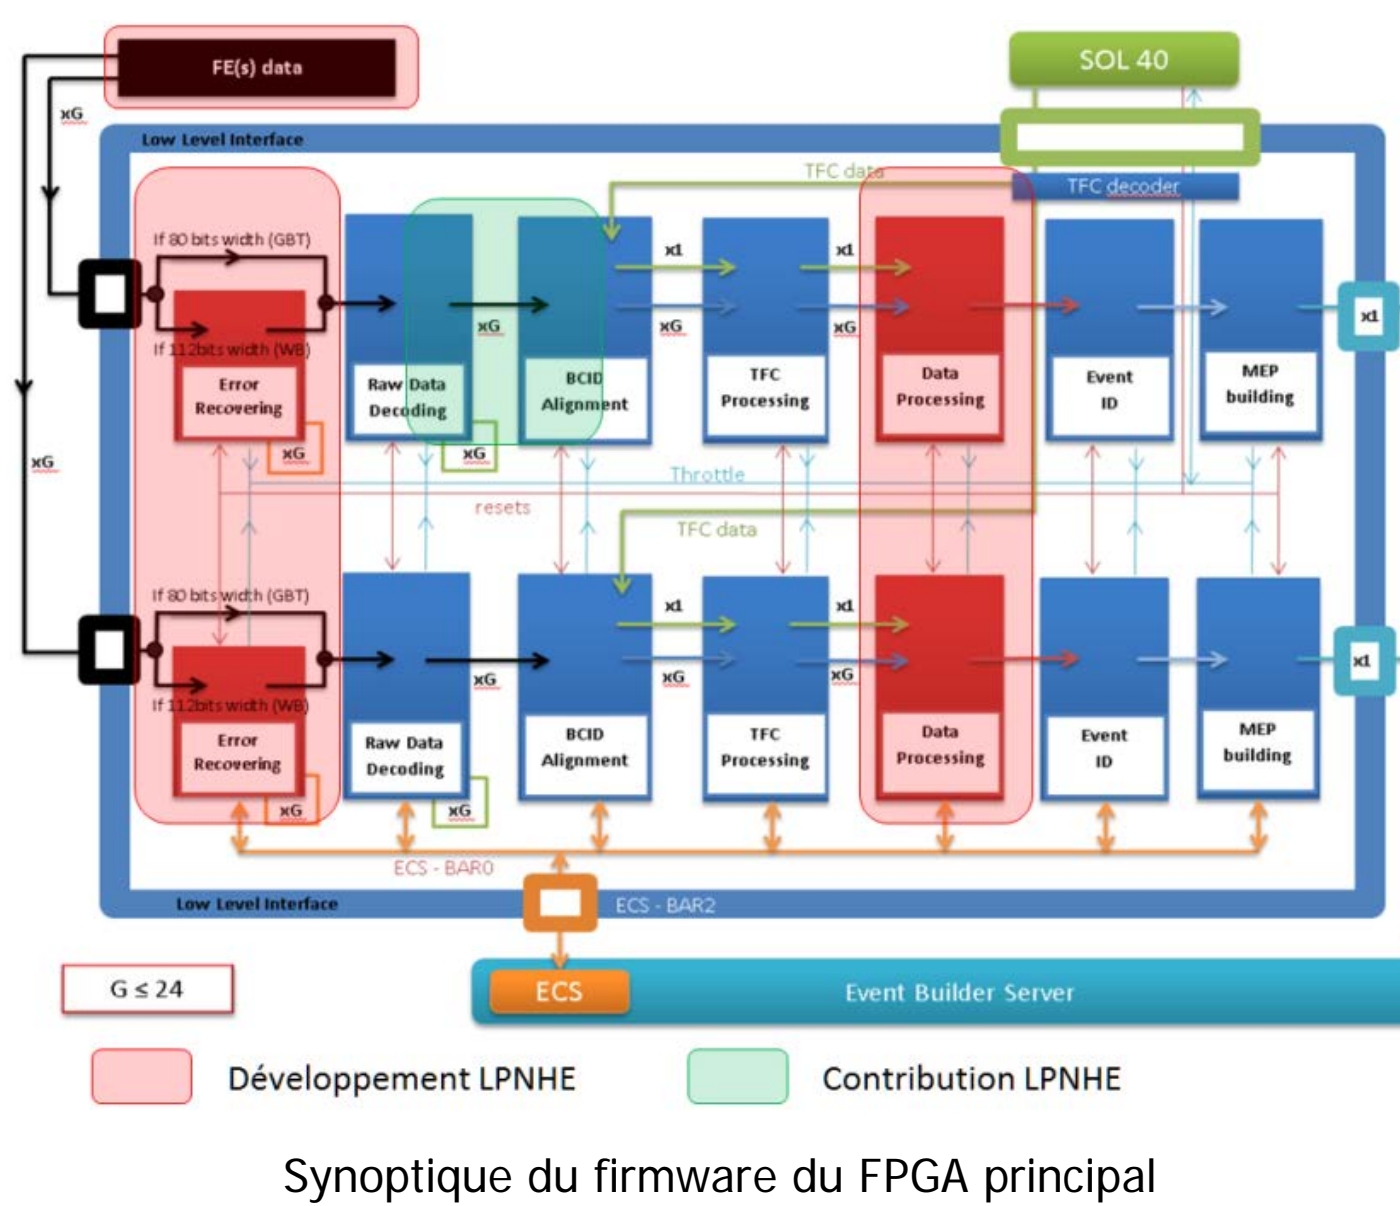 FE(s) data
SOL 40
xG
Low Level Interface
TFC data
TFC decoder
If 80 bits width (GBT)
x1
x1
xG
xG
xG
x1
If 112bits width (WB)
Error
Recovering
Raw Data
Decoding
BCID
Alignment
TFC
Processing
Data
Processing
Event
ID
MEP
building
xG
xG
xG
Throttle
resets
TFC data
If 80 bits width (GBT)
x1
x1
xG
xG
xG
x1
If 112bits width (WB)
Error
Recovering
Raw Data
Decoding
BCID
Alignment
TFC
Processing
Data
Processing
Event
ID
MEP
building
xG
xG
ECS - BAR0
Low Level Interface
ECS - BAR2
G ≤ 24
ECS
Event Builder Server
Développement LPNHE
Contribution LPNHE
Synoptique du firmware du FPGA principal